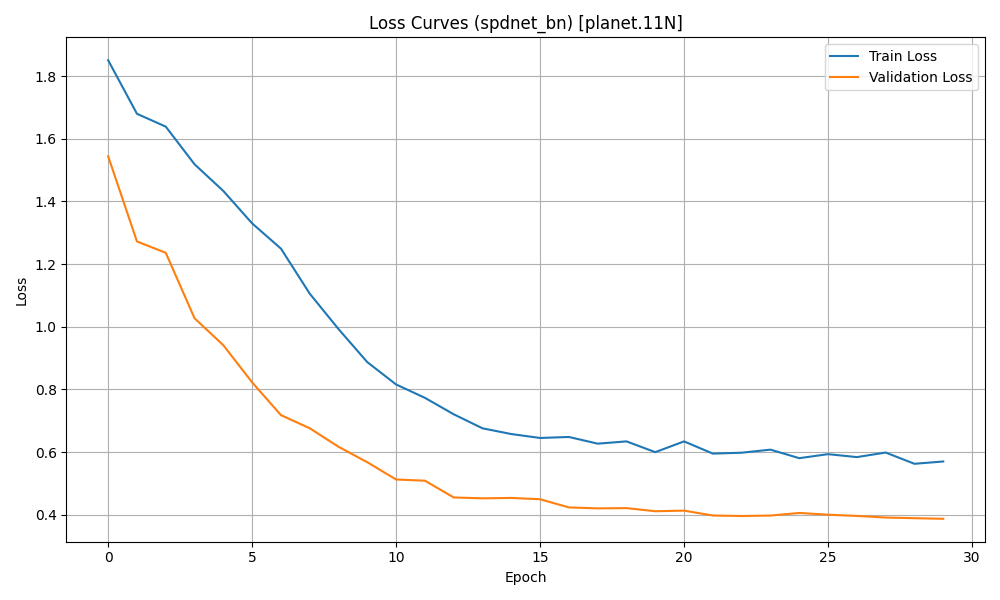 Loss Curves (spdnet_bn) [planet.11N]
Train Loss
Validation Loss
1.8
1.6
1.4
1.2
1.0
0.8
0.6
0.4
Loss
0 5 10 15 20 25 30
Epoch